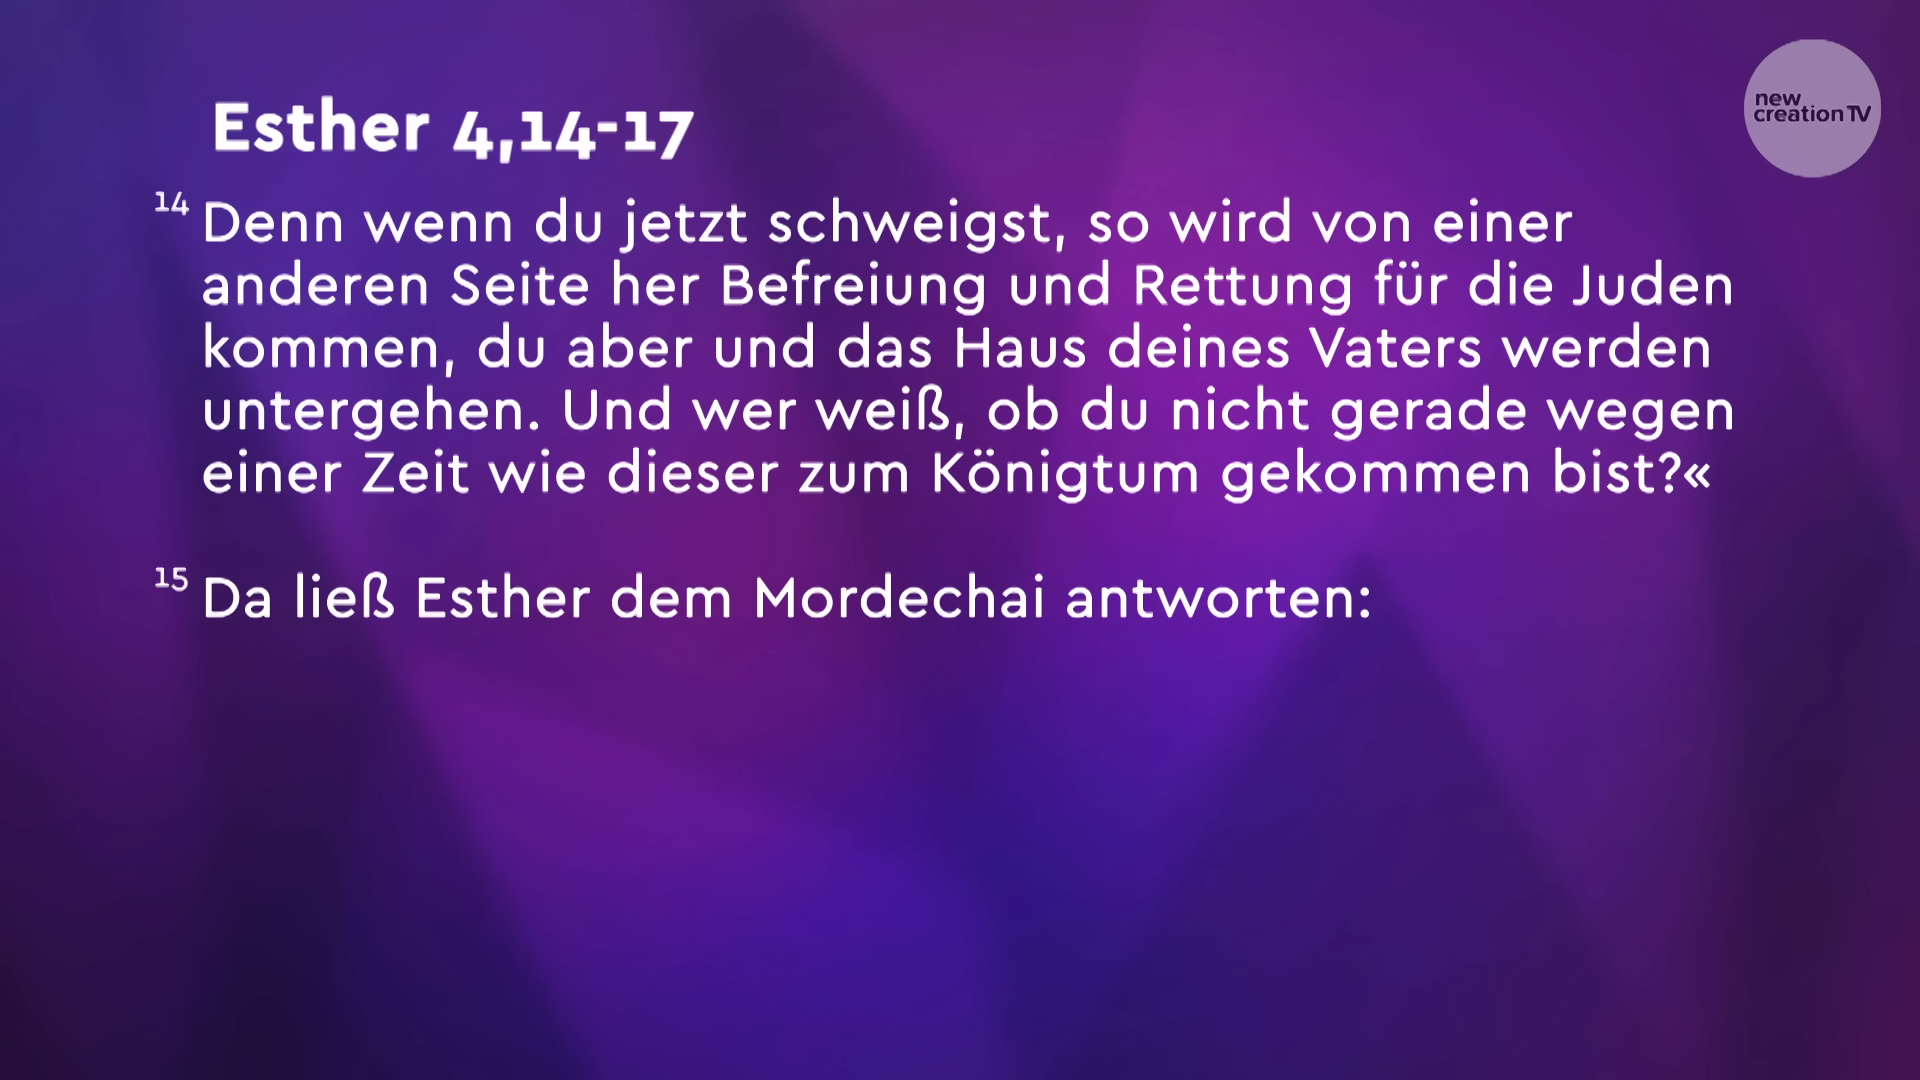 new
creation TV
Esther 4,14-17
14 Denn wenn du jetzt schweigst, so wird von einer
anderen Seite her Befreiung und Rettung für die Juden
kommen, du aber und das Haus deines Vaters werden
untergehen. Und wer weiß, ob du nicht gerade wegen
einer Zeit wie dieser zum Königtum gekommen bist?«
15 Da ließ Esther dem Mordechai antworten: